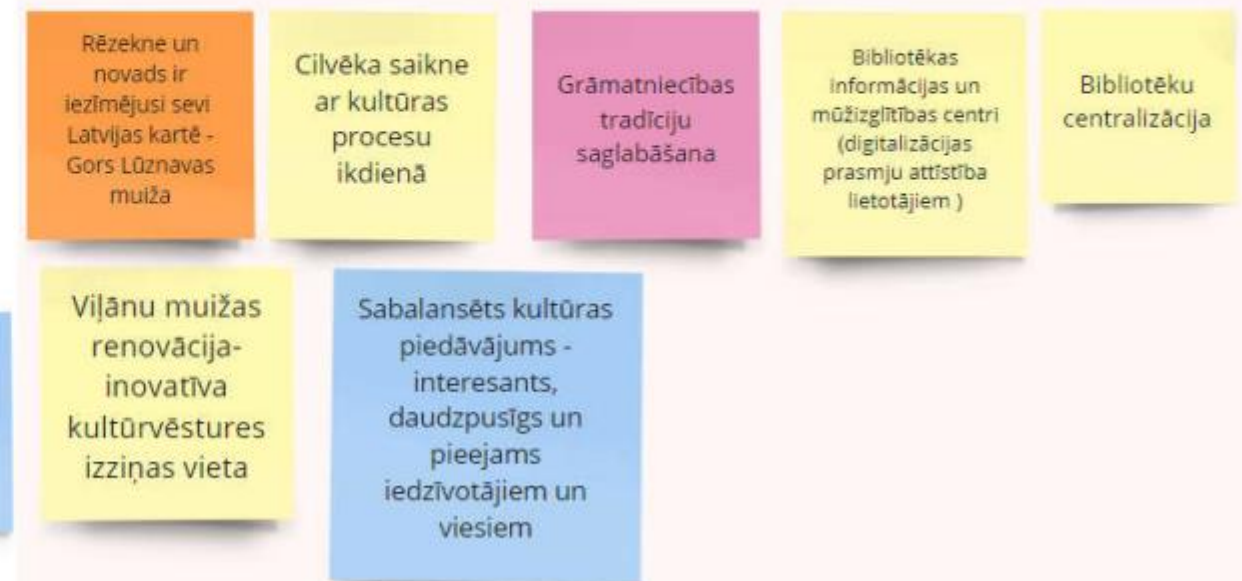 Rēzekne un
novads ir
iezīmējusi sevi
Latvijas kartē -
Gors Lūznavas
muiža
Cilvēka saikne
ar kultūras
procesu
ikdienā
Grāmatniecības
tradīciju
saglabāšana
Bibliotēkas
informācijas un
mūžizglītības centri
(digitalizācijas
prasmju attīstība
lietotājiem )
Bibliotēku
centralizācija
Viļānu muižas
renovācija-
inovatīva
kultūrvēstures
izziņas vieta
Sabalansēts kultūras
piedāvājums -
interesants,
daudzpusīgs un
pieejams
iedzīvotājiem un
viesiem